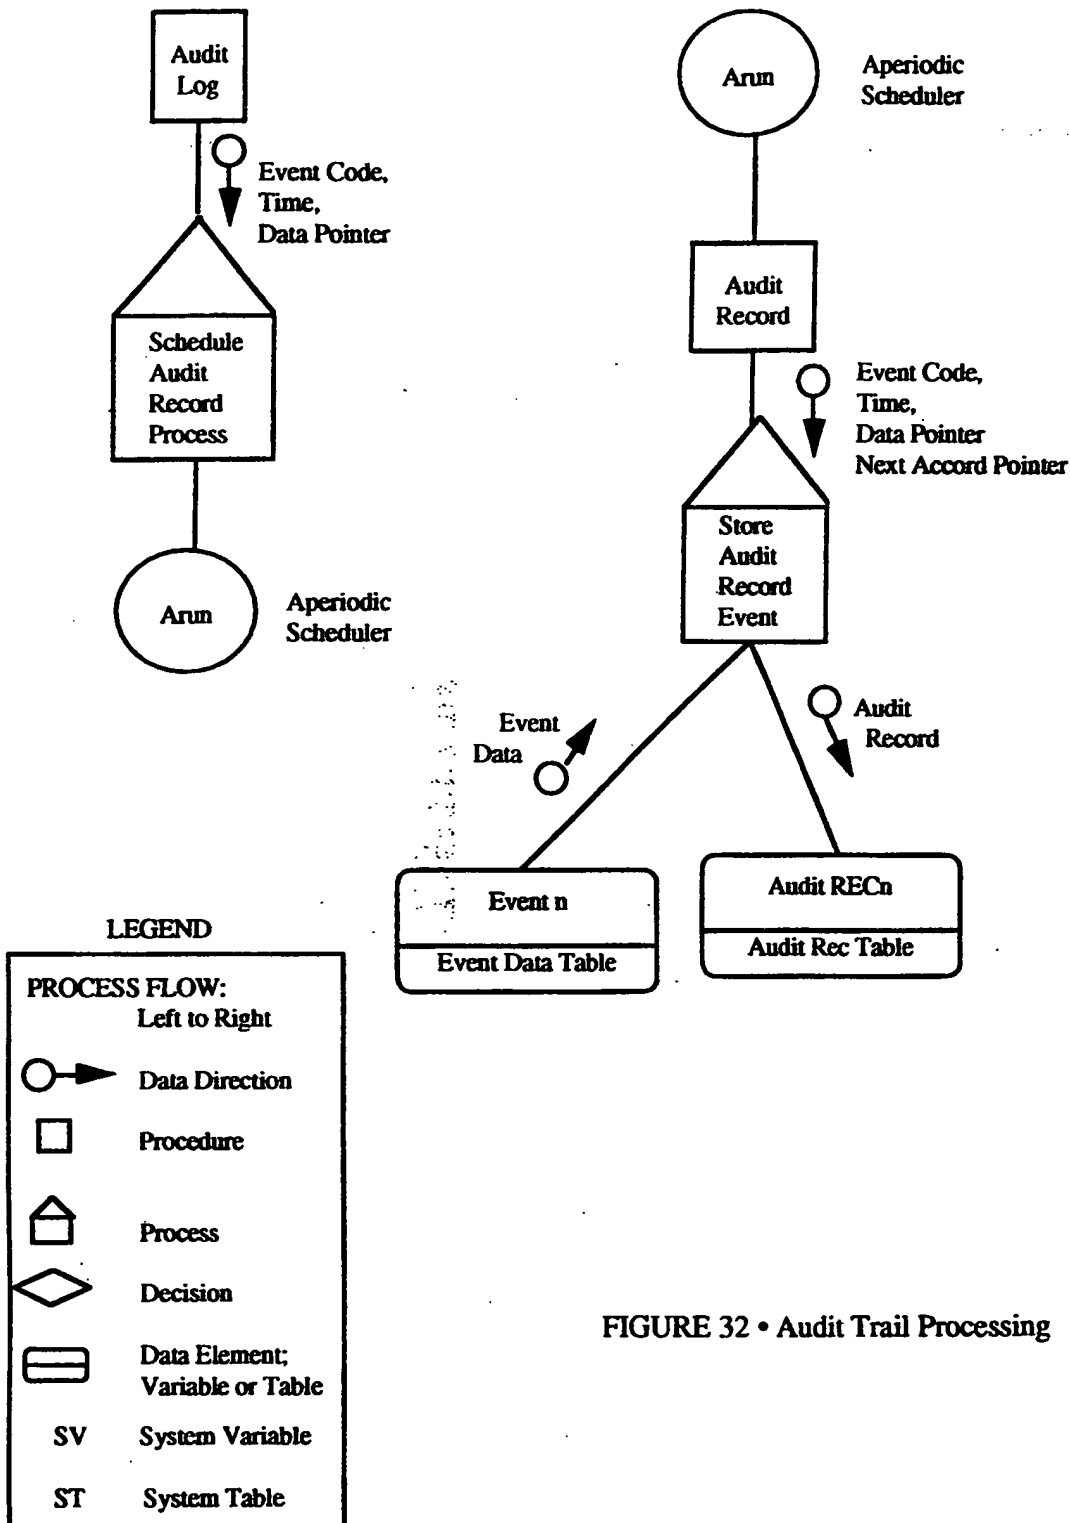 Audit
Log
Event Code,
Time,
Data Pointer
Schedule
Audit
Record
Process
Arun
Aperiodic
Scheduler
Arun
Aperiodic
Scheduler
Audit
Record
Event Code,
Time,
Data Pointer
Next Accord Pointer
Store
Audit
Record
Event
Event
Data
Audit
Record
Event n
Event Data Table
Audit RECn
Audit Rec Table
LEGEND
PROCESS FLOW:
Left to Right
Data Direction
Procedure
Process
Decision
Data Element;
Variable or Table
SV System Variable
ST System Table
FIGURE 32 • Audit Trail Processing